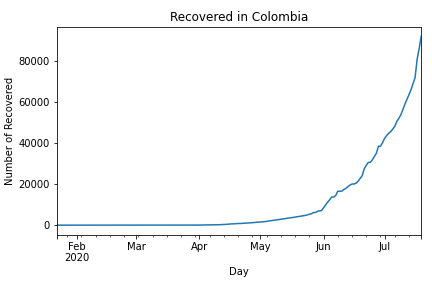 Recovered in Colombia
Number of Recovered
80000
60000
40000
20000
0
Feb Mar Apr May Jun Jul
2020
Day